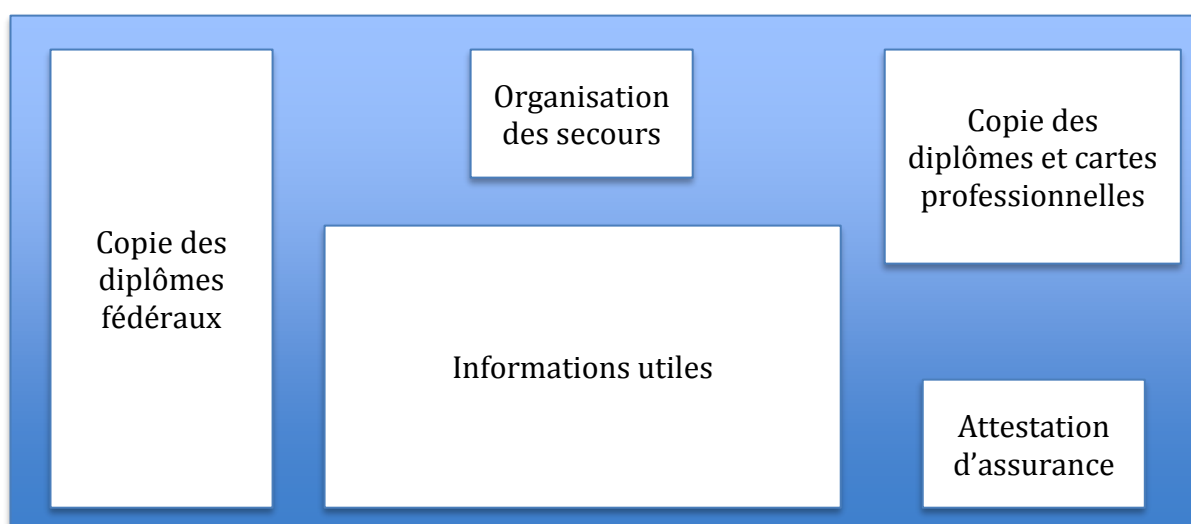 Copie des
diplômes
fédéraux
Organisation
des secours
Informations utiles
Copie des
diplômes et cartes
professionnelles
Attestation
d’assurance